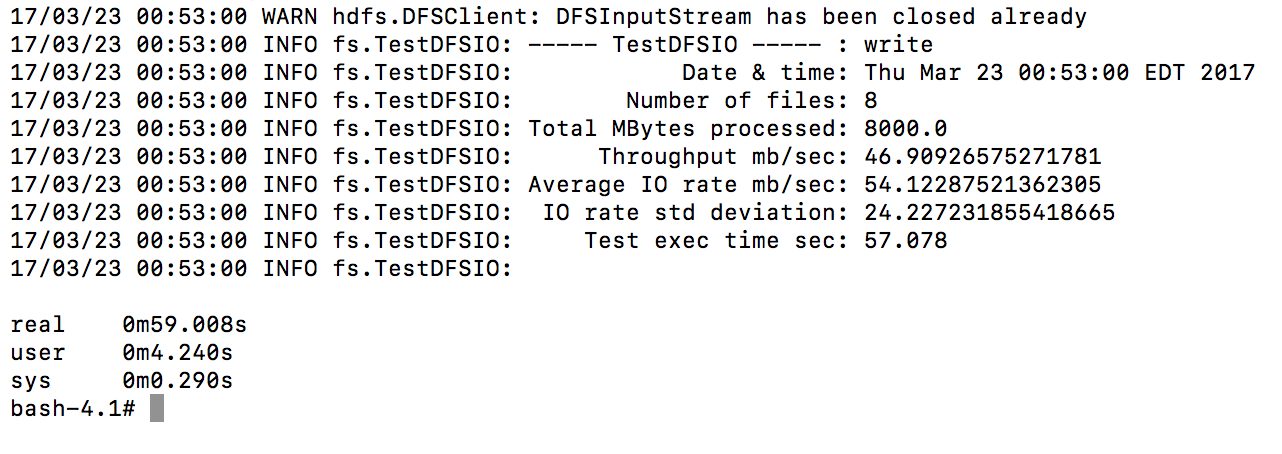 17/03/23 00:53:00 WARN hdfs.DFSClient: DFSInputStream has been closed already
17/03/23 00:53:00 INFO fs.TestDFSIO: ----- TestDFSIO ----- : write
17/03/23 00:53:00 INFO fs.TestDFSIO:            Date & time: Thu Mar 23 00:53:00 EDT 2017
17/03/23 00:53:00 INFO fs.TestDFSIO:        Number of files: 8
17/03/23 00:53:00 INFO fs.TestDFSIO: Total MBytes processed: 8000.0
17/03/23 00:53:00 INFO fs.TestDFSIO:      Throughput mb/sec: 46.90926575271781
17/03/23 00:53:00 INFO fs.TestDFSIO: Average IO rate mb/sec: 54.12287521362305
17/03/23 00:53:00 INFO fs.TestDFSIO:  IO rate std deviation: 24.227231855418665
17/03/23 00:53:00 INFO fs.TestDFSIO:     Test exec time sec: 57.078
17/03/23 00:53:00 INFO fs.TestDFSIO:

real    0m59.008s
user    0m4.240s
sys     0m0.290s
bash-4.1#